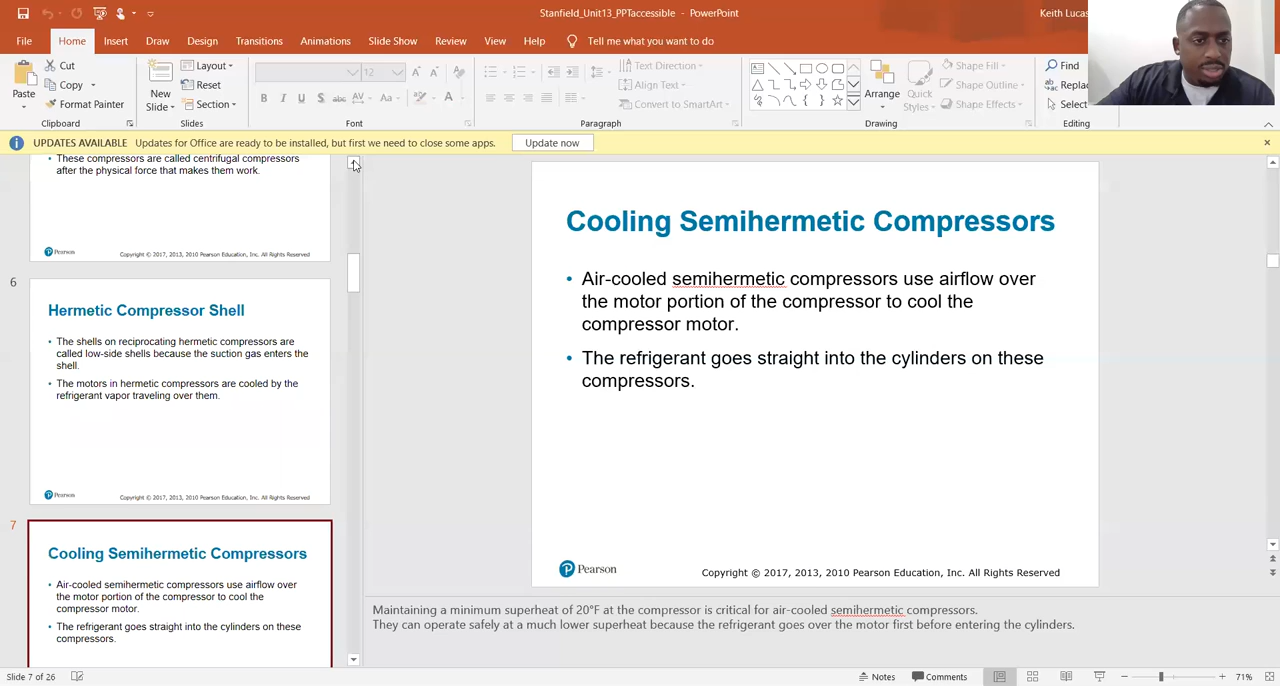 Stanfield_Unit13_PPTaccessible - PowerPoint
Keith Lucas
File Home Insert Draw Design Transitions Animations Slide Show Review View Help Tell me what you want to do
Paste
Cut
Copy
Format Painter
Clipboard
New
Slide
Layout
Reset
Section
Slides
12
B I U S abc AV Aa A
Font
Text Direction
Align Text
Convert to SmartArt
Paragraph
Arrange
Quick
Styles
Shape Fill
Shape Outline
Shape Effects
Drawing
Find
Replace
Select
Editing
UPDATES AVAILABLE Updates for Office are ready to be installed, but first we need to close some apps. Update now
• These compressors are called centrifugal compressors
after the physical force that makes them work.
Pearson
Copyright © 2017, 2013, 2010 Pearson Education, Inc. All Rights Reserved
6
Hermetic Compressor Shell
• The shells on reciprocating hermetic compressors are
called low-side shells because the suction gas enters the
shell.
• The motors in hermetic compressors are cooled by the
refrigerant vapor traveling over them.
Pearson
Copyright © 2017, 2013, 2010 Pearson Education, Inc. All Rights Reserved
7
Cooling Semihermetic Compressors
• Air-cooled semihermetic compressors use airflow over
the motor portion of the compressor to cool the
compressor motor.
• The refrigerant goes straight into the cylinders on these
compressors.
Cooling Semihermetic Compressors
• Air-cooled semihermetic compressors use airflow over
the motor portion of the compressor to cool the
compressor motor.
• The refrigerant goes straight into the cylinders on these
compressors.
Pearson
Copyright © 2017, 2013, 2010 Pearson Education, Inc. All Rights Reserved
Maintaining a minimum superheat of 20°F at the compressor is critical for air-cooled semihermetic compressors.
They can operate safely at a much lower superheat because the refrigerant goes over the motor first before entering the cylinders.
Slide 7 of 26
Notes
Comments
71%